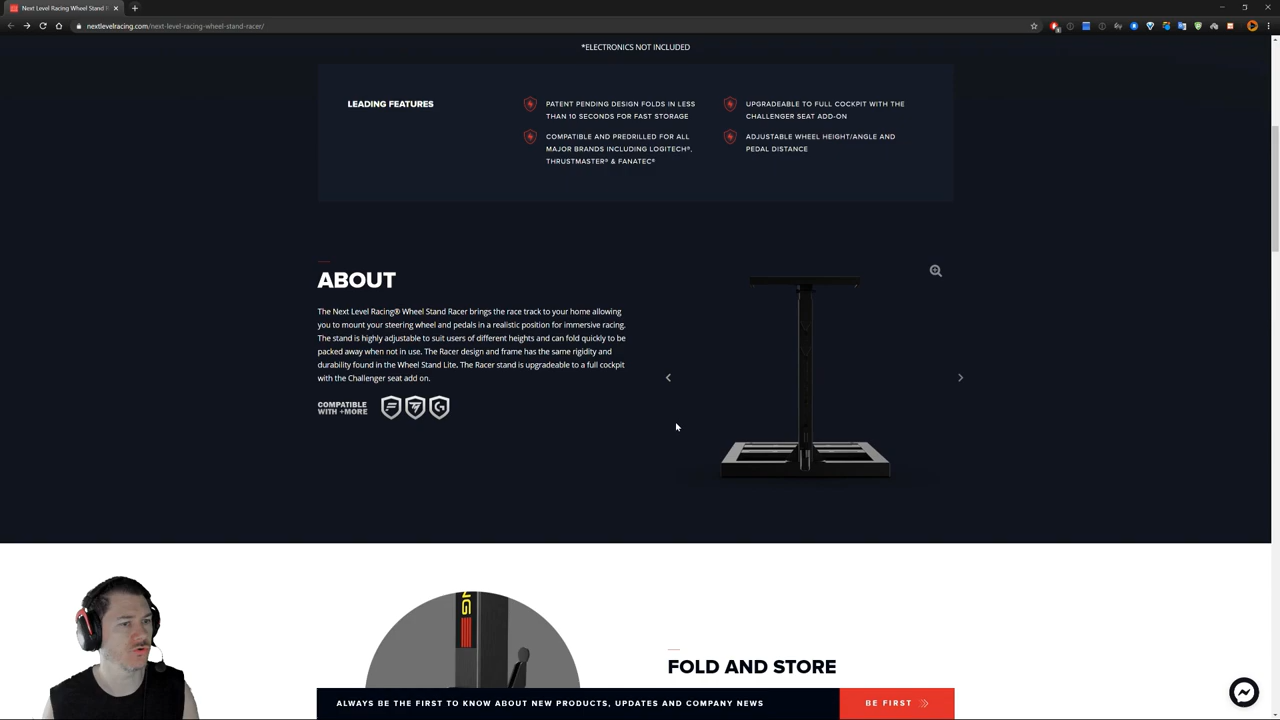 Next Level Racing Wheel Stand R
nextlevelracing.com/next-level-racing-wheel-stand-racer/
*ELECTRONICS NOT INCLUDED
LEADING FEATURES
PATENT PENDING DESIGN FOLDS IN LESS
THAN 10 SECONDS FOR FAST STORAGE
UPGRADEABLE TO FULL COCKPIT WITH THE
CHALLENGER SEAT ADD-ON
COMPATIBLE AND PREDRILLED FOR ALL
MAJOR BRANDS INCLUDING LOGITECH®,
THRUSTMASTER® & FANATEC®
ADJUSTABLE WHEEL HEIGHT/ANGLE AND
PEDAL DISTANCE
ABOUT
The Next Level Racing® Wheel Stand Racer brings the race track to your home allowing
you to mount your steering wheel and pedals in a realistic position for immersive racing.
The stand is highly adjustable to suit users of different heights and can fold quickly to be
packed away when not in use. The Racer design and frame has the same rigidity and
durability found in the Wheel Stand Lite. The Racer stand is upgradeable to a full cockpit
with the Challenger seat add on.
COMPATIBLE
WITH +MORE
NG
FOLD AND STORE
ALWAYS BE THE FIRST TO KNOW ABOUT NEW PRODUCTS, UPDATES AND COMPANY NEWS
BE FIRST